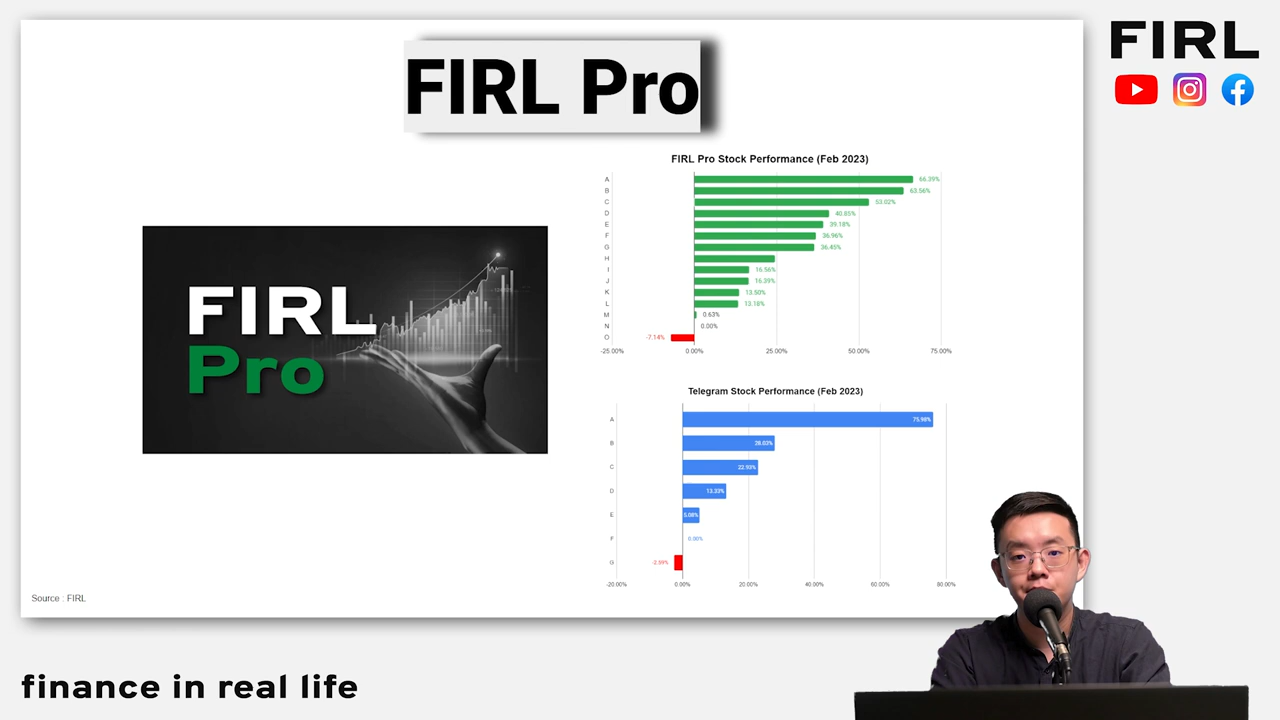 FIRL Pro
FIRL
FIRL
Pro
FIRL Pro Stock Performance (Feb 2023)
A 66.39%
B 63.56%
C 53.02%
D 40.85%
E 39.18%
F 36.96%
G 36.45%
H
I 16.56%
J 16.39%
K 13.50%
L 13.18%
M 0.63%
N 0.00%
O -7.14%
-25.00% 0.00% 25.00% 50.00% 75.00%
Telegram Stock Performance (Feb 2023)
A 75.98%
B 28.03%
C 22.93%
D 13.33%
E 5.08%
F 0.00%
G -2.59%
-20.00% 0.00% 20.00% 40.00% 60.00% 80.00%
Source : FIRL
finance in real life